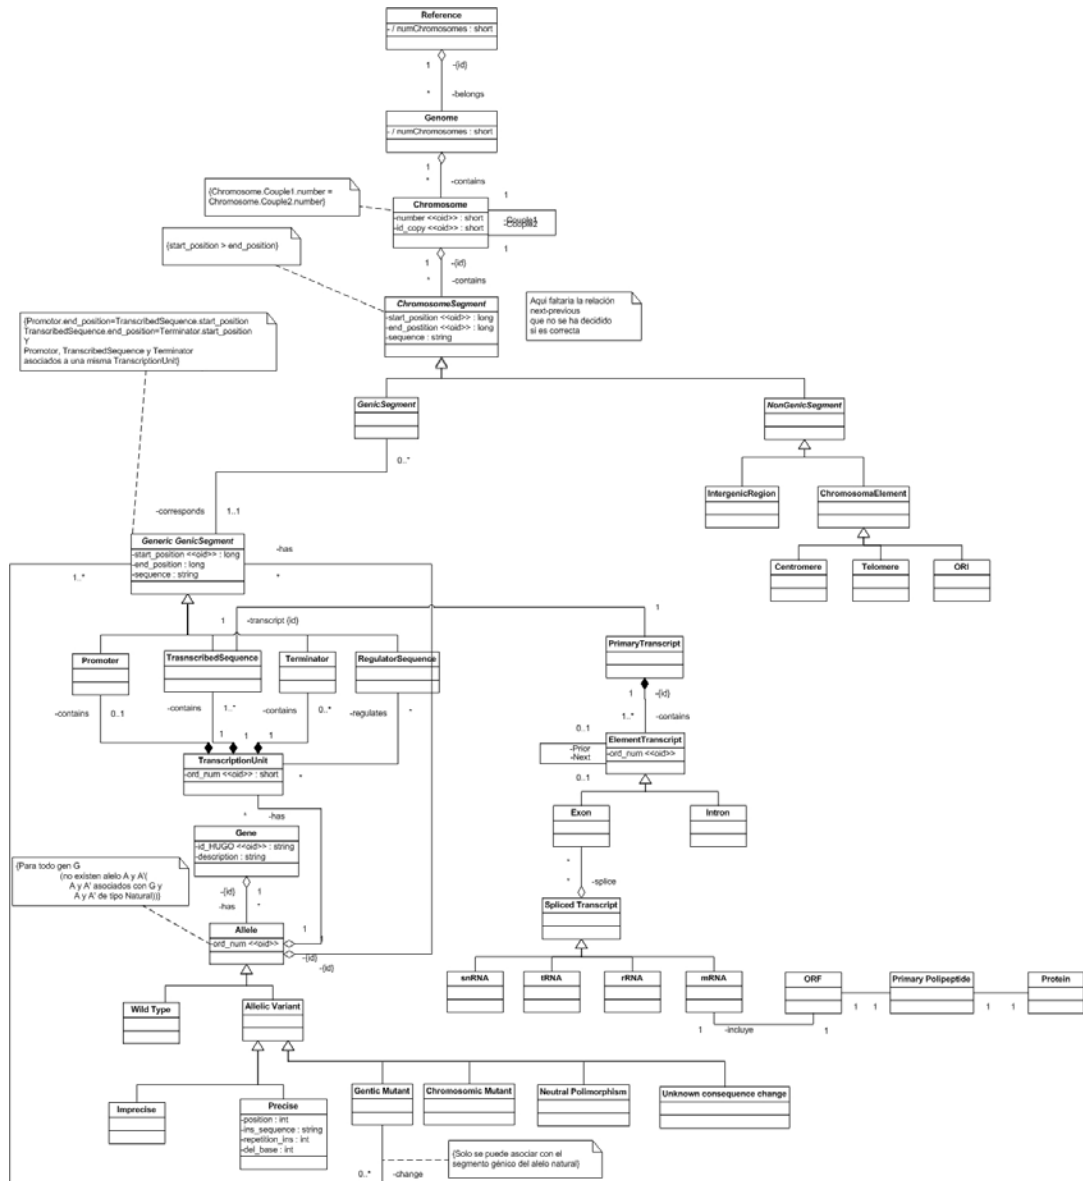 Reference
- / numChromosomes : short
1
-{id}
*
-belongs
Genome
- / numChromosomes : short
1
*
-contains
{Chromosome.Couple1.number =
Chromosome.Couple2.number}
1
Chromosome
-number <<oid>> : short
-id_copy <<oid>> : short
-Couple1
-Couple2
1
{start_position > end_position}
1
-{id}
*
-contains
ChromosomeSegment
-start_position <<oid>> : long
-end_postition <<oid>> : long
-sequence : string
Aqui faltaria la relación
next-previous
que no se ha decidido
si es correcta
{Promotor.end_position=TranscribedSequence.start_position
TranscribedSequence.end_position=Terminator.start_position
Y
Promotor, TranscribedSequence y Terminator
asociados a una misma TranscriptionUnit}
GenicSegment
NonGenicSegment
0..*
IntergenicRegion
ChromosomaElement
-corresponds
1..1
Generic GenicSegment
-start_position <<oid>> : long
-end_position : long
-sequence : string
-has
*
1..*
Centromere
Telomere
ORI
1
-transcript {id}
1
Promoter
TrasnscribedSequence
Terminator
RegulatorSequence
PrimaryTranscript
-contains
0..1
-contains
1..*
-contains
0..*
-regulates
*
1
-{id}
1..*
-contains
1
1
1
0..1
ElementTranscript
-ord_num <<oid>>
-Prior
-Next
0..1
TranscriptionUnit
-ord_num <<oid>> : short
*
*
-has
Exon
Intron
Gene
-id_HUGO <<oid>> : string
-description : string
{Para todo gen G
(no existen alelo A y A'(
A y A' asociados con G y
A y A' de tipo Natural))}
-{id}
1
-has
*
*
*
-splice
Spliced Transcript
Allele
-ord_num <<oid>>
1
1
-{id}
-{id}
snRNA
tRNA
rRNA
mRNA
ORF
Primary Polipeptide
Protein
1
1
1
1
1
-incluye
1
Wild Type
Allelic Variant
Gentic Mutant
Chromosomic Mutant
Neutral Polimorphism
Unknown consequence change
Imprecise
Precise
-position : int
-ins_sequence : string
-repetition_ins : int
-del_base : int
{Solo se puede asociar con el
segmento génico del alelo natural}
0..*
-change